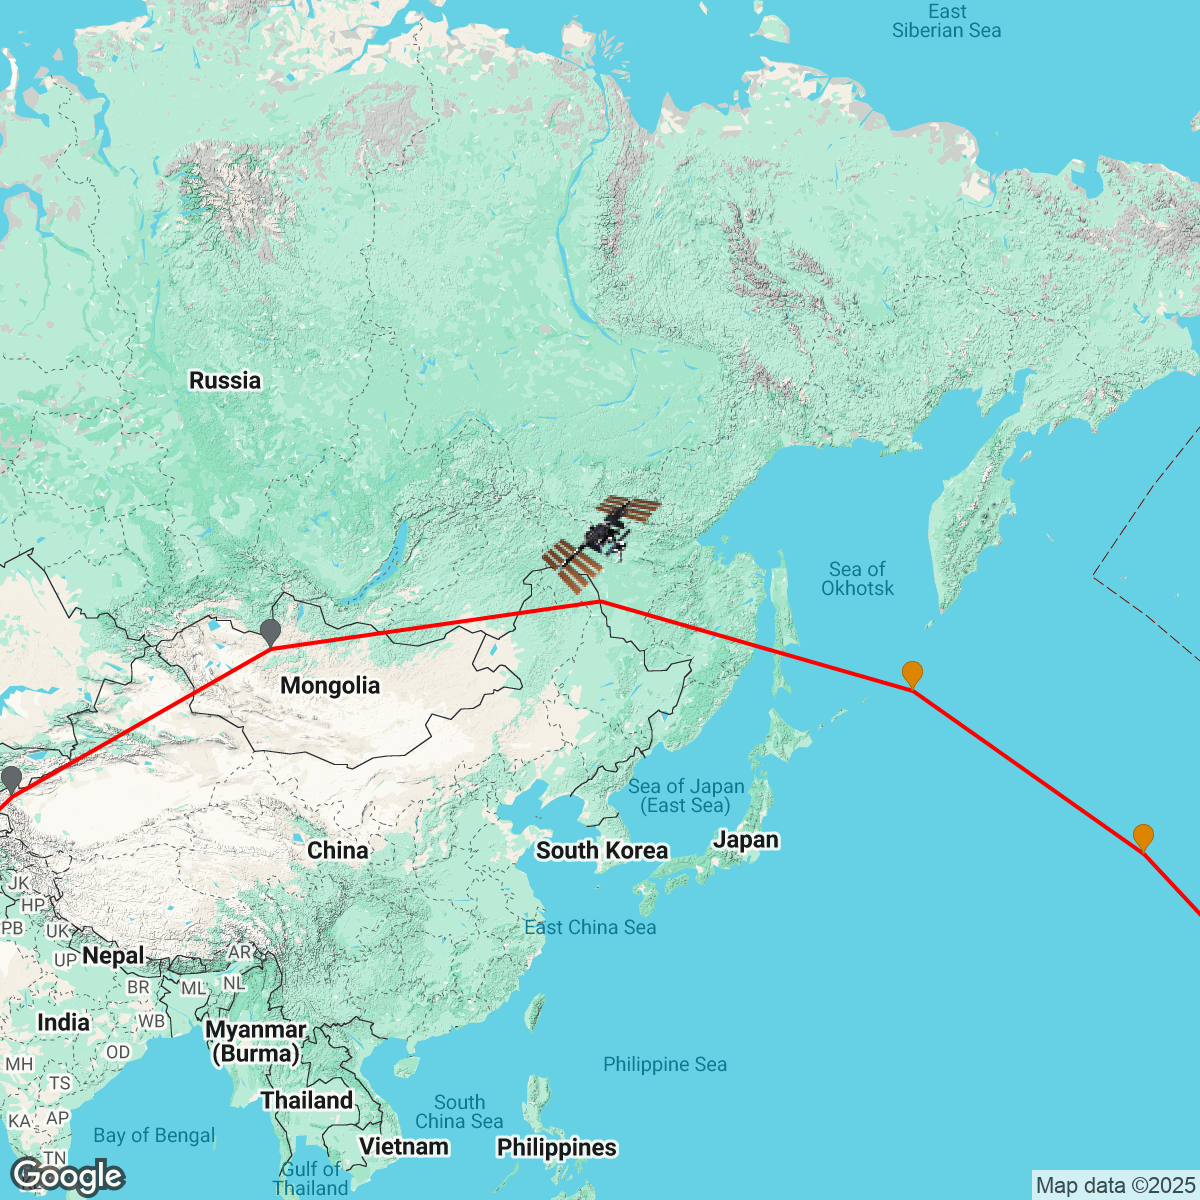 East
Siberian Sea
Russia
Sea of
Okhotsk
Mongolia
Sea of Japan
(East Sea)
Japan
South Korea
China
JK
HP
PB
UK
East China Sea
UP
Nepal
AR
BR
ML
NL
India
WB
Myanmar
(Burma)
OD
MH
TS
Philippine Sea
Thailand
South
China Sea
KA
AP
Bay of Bengal
Vietnam
Philippines
TN
Gulf of
Thailand
Google
Map data ©2025